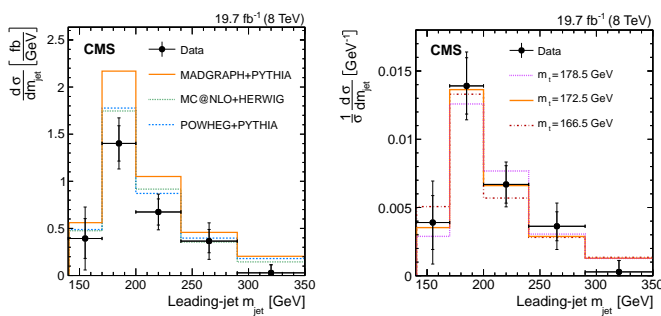 19.7 fb⁻¹ (8 TeV)
dσ/dm_jet [fb/GeV]
CMS
Data
MADGRAPH+PYTHIA
MC@NLO+HERWIG
POWHEG+PYTHIA
2.5
2
1.5
1
0.5
0
150 200 250 300 350
Leading-jet m_jet [GeV]
19.7 fb⁻¹ (8 TeV)
1/σ dσ/dm_jet [GeV⁻¹]
CMS
Data
m_t = 178.5 GeV
m_t = 172.5 GeV
m_t = 166.5 GeV
0.015
0.01
0.005
0
150 200 250 300 350
Leading-jet m_jet [GeV]